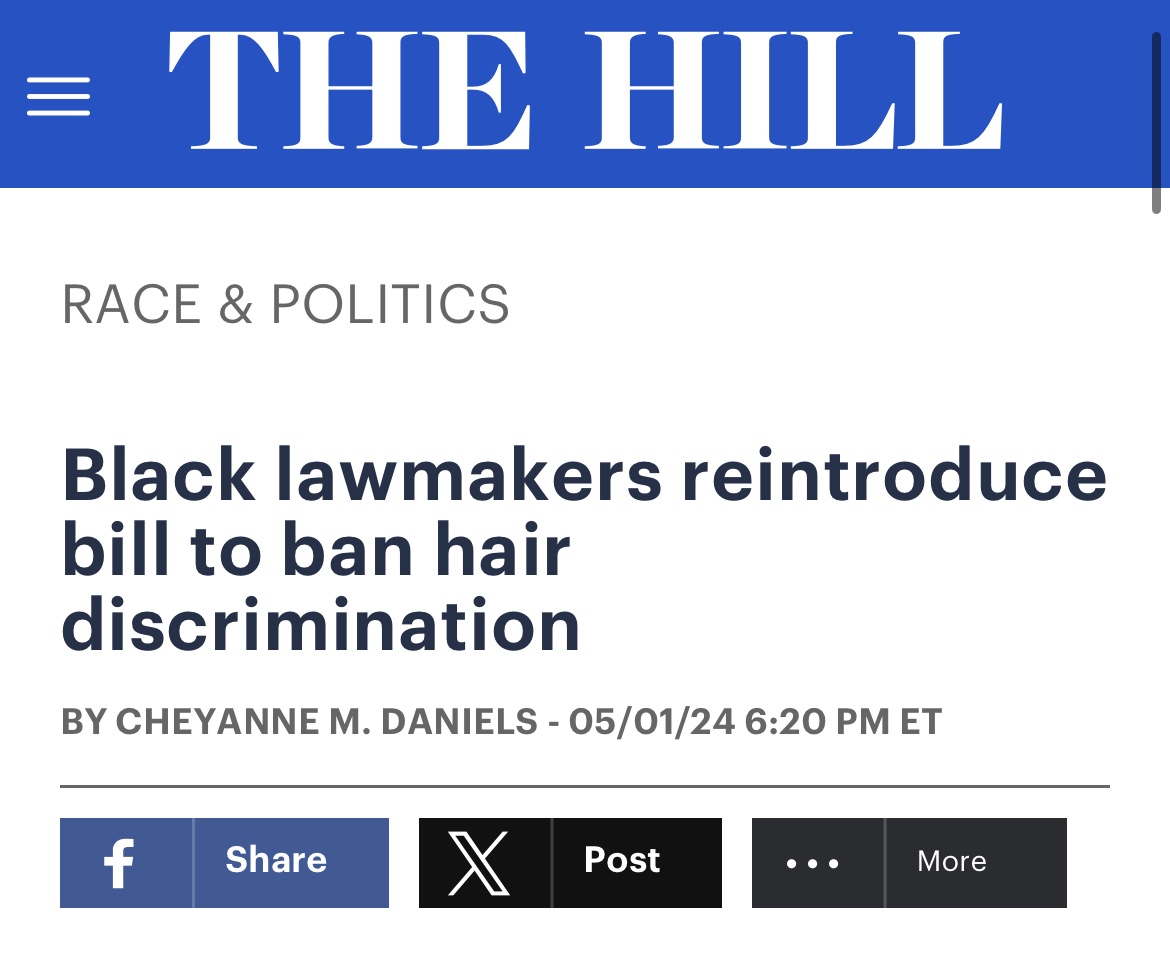 THE HILL
RACE & POLITICS
Black lawmakers reintroduce
bill to ban hair
discrimination
BY CHEYANNE M. DANIELS - 05/01/24 6:20 PM ET
f Share X Post ... More